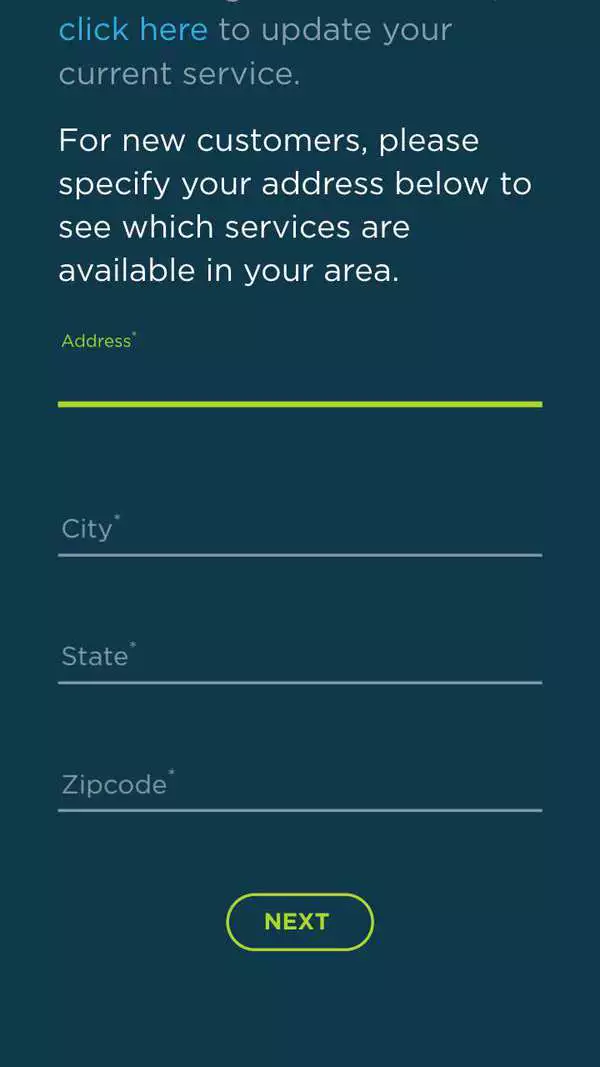 click here to update your
current service.
For new customers, please
specify your address below to
see which services are
available in your area.
Address*
City*
State*
Zipcode*
NEXT